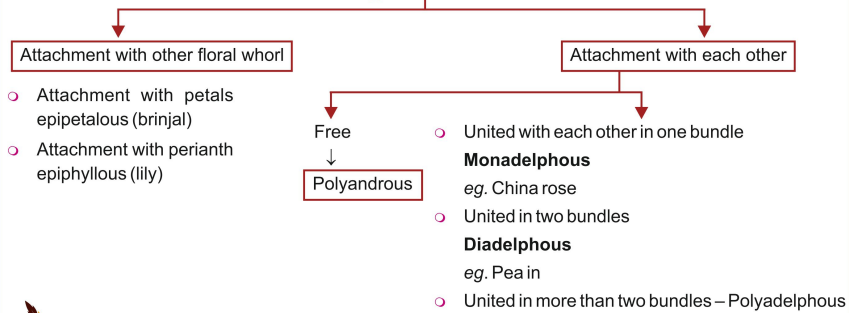 Attachment with other floral whorl
Attachment with petals
epipetalous (brinjal)
Attachment with perianth
epiphyllous (lily)
Attachment with each other
Free
Polyandrous
United with each other in one bundle
Monadelphous
eg. China rose
United in two bundles
Diadelphous
eg. Pea in
United in more than two bundles – Polyadelphous